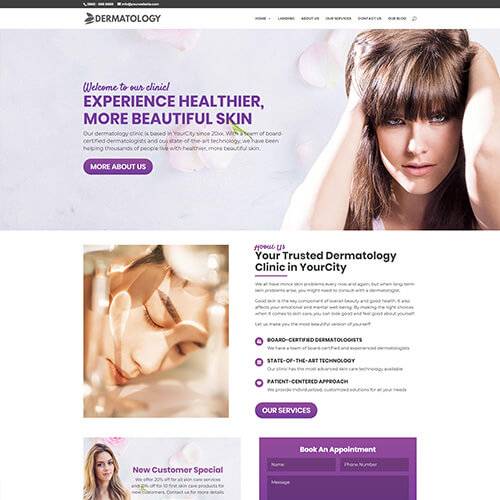 (555) - 555 5555 info@yourwebsite.com
DERMATOLOGY
HOME LANDING ABOUT US OUR SERVICES CONTACT US OUR BLOG
Welcome to our clinic!
EXPERIENCE HEALTHIER,
MORE BEAUTIFUL SKIN
Our dermatology clinic is based in YourCity since 20xx. With a team of board-
certified dermatologists and our state-of-the-art technology, we have been
helping thousands of people live with healthier, more beautiful skin.
MORE ABOUT US
About Us
Your Trusted Dermatology
Clinic in YourCity
We all have minor skin problems every now and again, but when long-term
skin problems arise, you might need to consult with a dermatologist.
Good skin is the key component of overall beauty and good health. It also
affects your emotional and mental well-being. By making the right choices
when it comes to skin care, you can look good and feel good about yourself.
Let us make you the most beautiful version of yourself!
BOARD-CERTIFIED DERMATOLOGISTS
We have a team of board-certified and experienced dermatologists
STATE-OF-THE-ART TECHNOLOGY
Our clinic has the most advanced skin care technology available
PATIENT-CENTERED APPROACH
We provide individualized, customized solutions for all your needs
OUR SERVICES
New Customer Special
We offer 20% off for all skin care services
and 15% off for 10 first skin care products for
new customers. Contact us for more details
Book An Appointment
Name Phone Number
Message